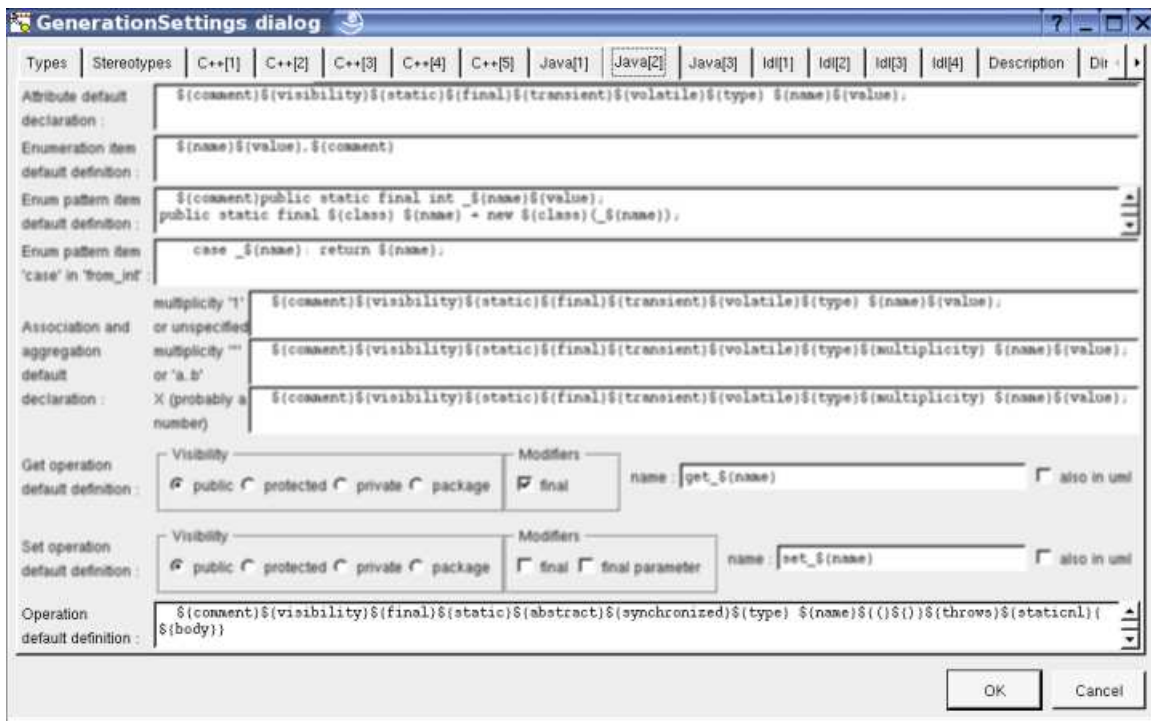 GenerationSettings dialog
Types Stereotypes C++[1] C++[2] C++[3] C++[4] C++[5] Java[1] Java[2] Java[3] Idl[1] Idl[2] Idl[3] Idl[4] Description Dir
Attribute default
declaration :
${comment}${visibility}${static}${final}${transient}${volatile}${type} ${name}${value};
Enumeration item
default definition :
${name}${value},${comment}
Enum pattern item
default definition :
${comment}public static final int _${name}${value};
public static final ${class} ${name} = new ${class}(_${name});
Enum pattern item
'case' in 'from_int' :
case _${name}: return ${name};
Association and
aggregation
default
declaration :
multiplicity '1'
or unspecified
${comment}${visibility}${static}${final}${transient}${volatile}${type} ${name}${value};
multiplicity '*'
or 'a..b'
${comment}${visibility}${static}${final}${transient}${volatile}${type}${multiplicity} ${name}${value};
X (probably a
number)
${comment}${visibility}${static}${final}${transient}${volatile}${type}${multiplicity} ${name}${value};
Get operation
default definition :
Visibility
public protected private package
Modifiers
final
name : get_${name}
also in uml
Set operation
default definition :
Visibility
public protected private package
Modifiers
final final parameter
name : set_${name}
also in uml
Operation
default definition :
${comment}${visibility}${final}${static}${abstract}${synchronized}${type} ${name}${(}${)}${throws}${staticnl}{
${body}}
OK Cancel